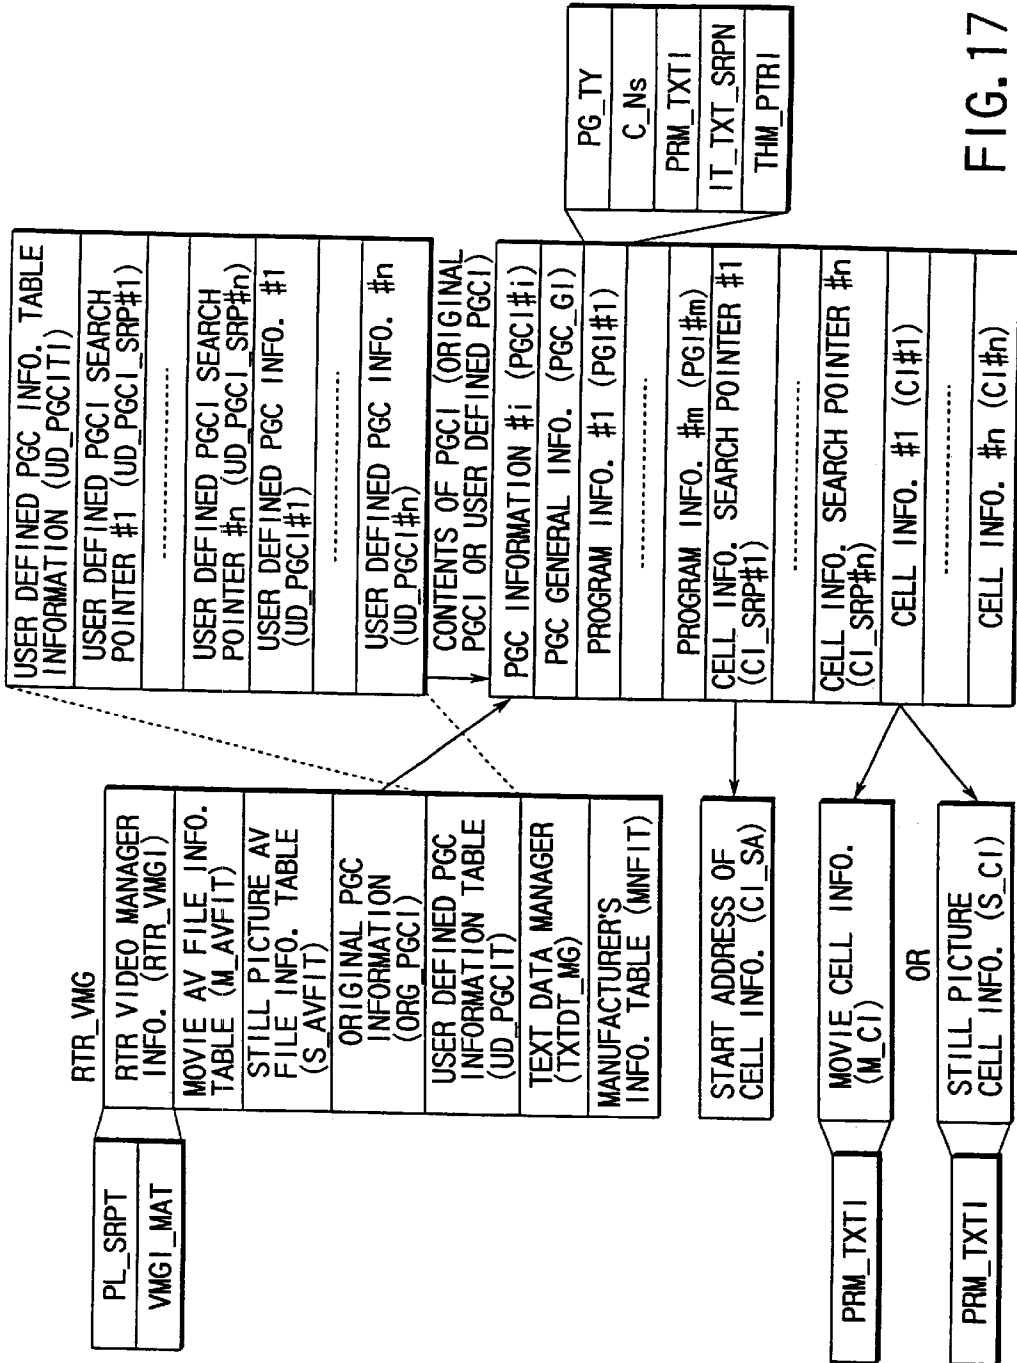 PL_SRPT
VMGI_MAT
RTR_VMG
RTR VIDEO MANAGER
INFO. (RTR_VMGI)
MOVIE AV FILE INFO.
TABLE (M_AVFIT)
STILL PICTURE AV
FILE INFO. TABLE
(S_AVFIT)
ORIGINAL PGC
INFORMATION
(ORG_PGCI)
USER DEFINED PGC
INFORMATION TABLE
(UD_PGCIT)
TEXT DATA MANAGER
(TXTDT_MG)
MANUFACTURER'S
INFO. TABLE (MNFIT)
USER DEFINED PGC INFO. TABLE
INFORMATION (UD_PGCITI)
USER DEFINED PGCI SEARCH
POINTER #1 (UD_PGCI_SRP#1)
USER DEFINED PGCI SEARCH
POINTER #n (UD_PGCI_SRP#n)
USER DEFINED PGC INFO. #1
(UD_PGCI#1)
USER DEFINED PGC INFO. #n
(UD_PGCI#n)
CONTENTS OF PGCI (ORIGINAL
PGCI OR USER DEFINED PGCI)
PGC INFORMATION #i (PGCI#i)
PGC GENERAL INFO. (PGC_GI)
PROGRAM INFO. #1 (PGI#1)
PROGRAM INFO. #m (PGI#m)
CELL INFO. SEARCH POINTER #1
(CI_SRP#1)
CELL INFO. SEARCH POINTER #n
(CI_SRP#n)
CELL INFO. #1 (CI#1)
CELL INFO. #n (CI#n)
PG_TY
C_Ns
PRM_TXTI
IT_TXT_SRPN
THM_PTRI
START ADDRESS OF
CELL INFO. (CI_SA)
PRM_TXTI
MOVIE CELL INFO.
(M_CI)
OR
PRM_TXTI
STILL PICTURE
CELL INFO. (S_CI)
FIG. 17